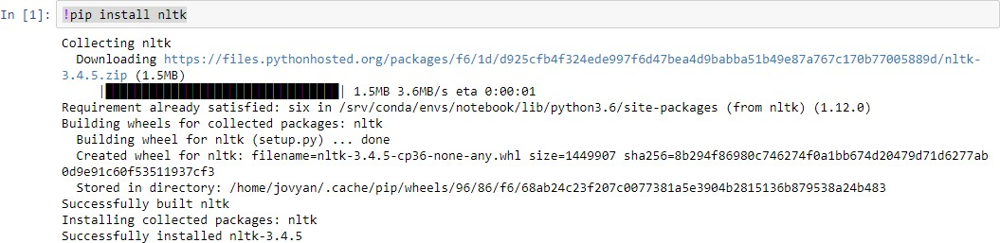 In [1]: !pip install nltk
Collecting nltk
Downloading https://files.pythonhosted.org/packages/f6/1d/d925cfb4f324ede997f6d47bea4d9babba51b49e87a767c170b77005889d/nltk-
3.4.5.zip (1.5MB)
| | 1.5MB 3.6MB/s eta 0:00:01
Requirement already satisfied: six in /srv/conda/envs/notebook/lib/python3.6/site-packages (from nltk) (1.12.0)
Building wheels for collected packages: nltk
Building wheel for nltk (setup.py) ... done
Created wheel for nltk: filename=nltk-3.4.5-cp36-none-any.whl size=1449907 sha256=8b294f86980c746274f0a1bb674d20479d71d6277ab
0d9e91c60f53511937cf3
Stored in directory: /home/jovyan/.cache/pip/wheels/96/86/f6/68ab24c23f207c0077381a5e3904b2815136b879538a24b483
Successfully built nltk
Installing collected packages: nltk
Successfully installed nltk-3.4.5